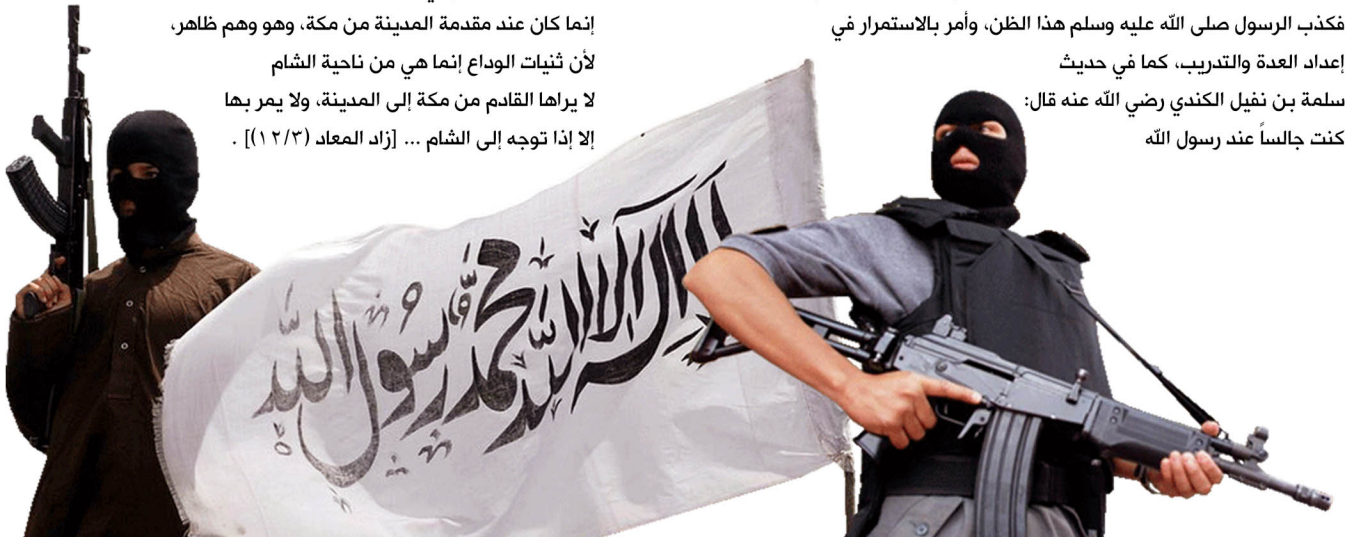 فكذب الرسول صلى الله عليه وسلم هذا الظن، وأمر بالاستمرار في
إعداد العدة والتدريب، كما في حديث
سلمة بن نفيل الكندي رضي الله عنه قال:
كنت جالساً عند رسول الله
إنما كان عند مقدمة المدينة من مكة، وهو وهم ظاهر،
لأن ثنيات الوداع إنما هي من ناحية الشام
لا يراها القادم من مكة إلى المدينة، ولا يمر بها
إلا إذا توجه إلى الشام ... [زاد المعاد (١٢/٣)] .
لا إله إلا الله محمد رسول الله